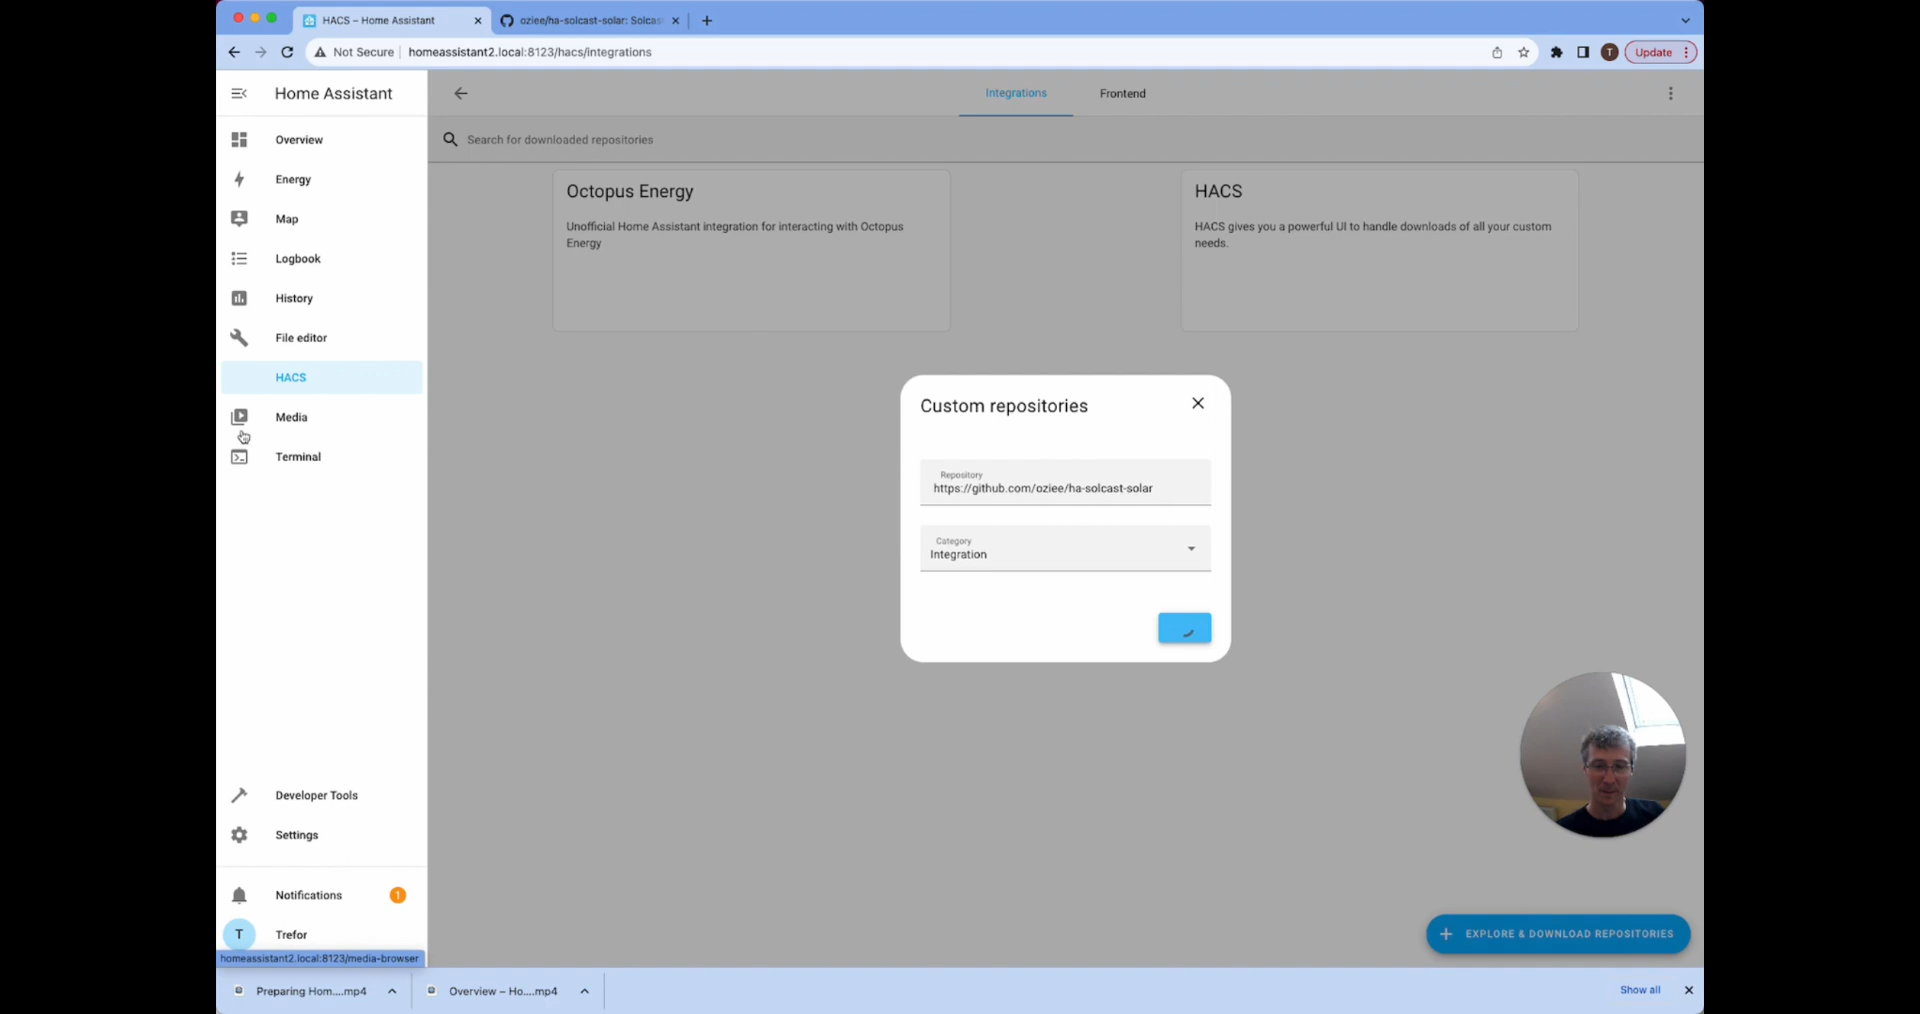 HACS – Home Assistant
oziee/ha-solcast-solar: Solcas
Not Secure
homeassistant2.local:8123/hacs/integrations
T
Update
Home Assistant
Integrations
Frontend
Overview
Search for downloaded repositories
Energy
Octopus Energy
HACS
Map
Unofficial Home Assistant integration for interacting with Octopus
Energy
HACS gives you a powerful UI to handle downloads of all your custom
needs.
Logbook
History
File editor
HACS
Media
Terminal
Custom repositories
Repository
https://github.com/oziee/ha-solcast-solar
Category
Integration
Developer Tools
Settings
Notifications
1
T
Trefor
EXPLORE & DOWNLOAD REPOSITORIES
homeassistant2.local:8123/media-browser
Preparing Hom....mp4
Overview – Ho....mp4
Show all